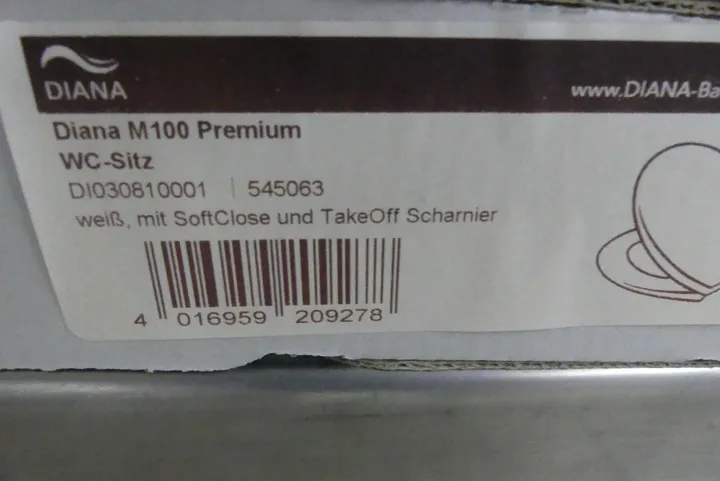 DIANA
www.DIANA-Ba
Diana M100 Premium
WC-Sitz
DI030810001 | 545063
weiß, mit SoftClose und TakeOff Scharnier
4 016959 209278